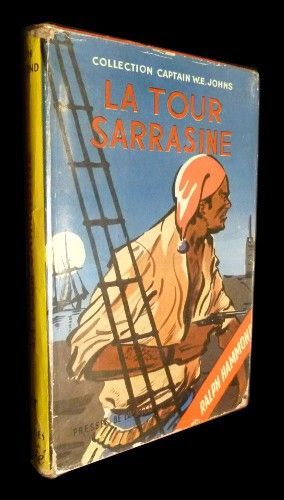 COLLECTION CAPTAIN W.E. JOHNS
LA TOUR
SARRASINE
RALPH HAMMOND